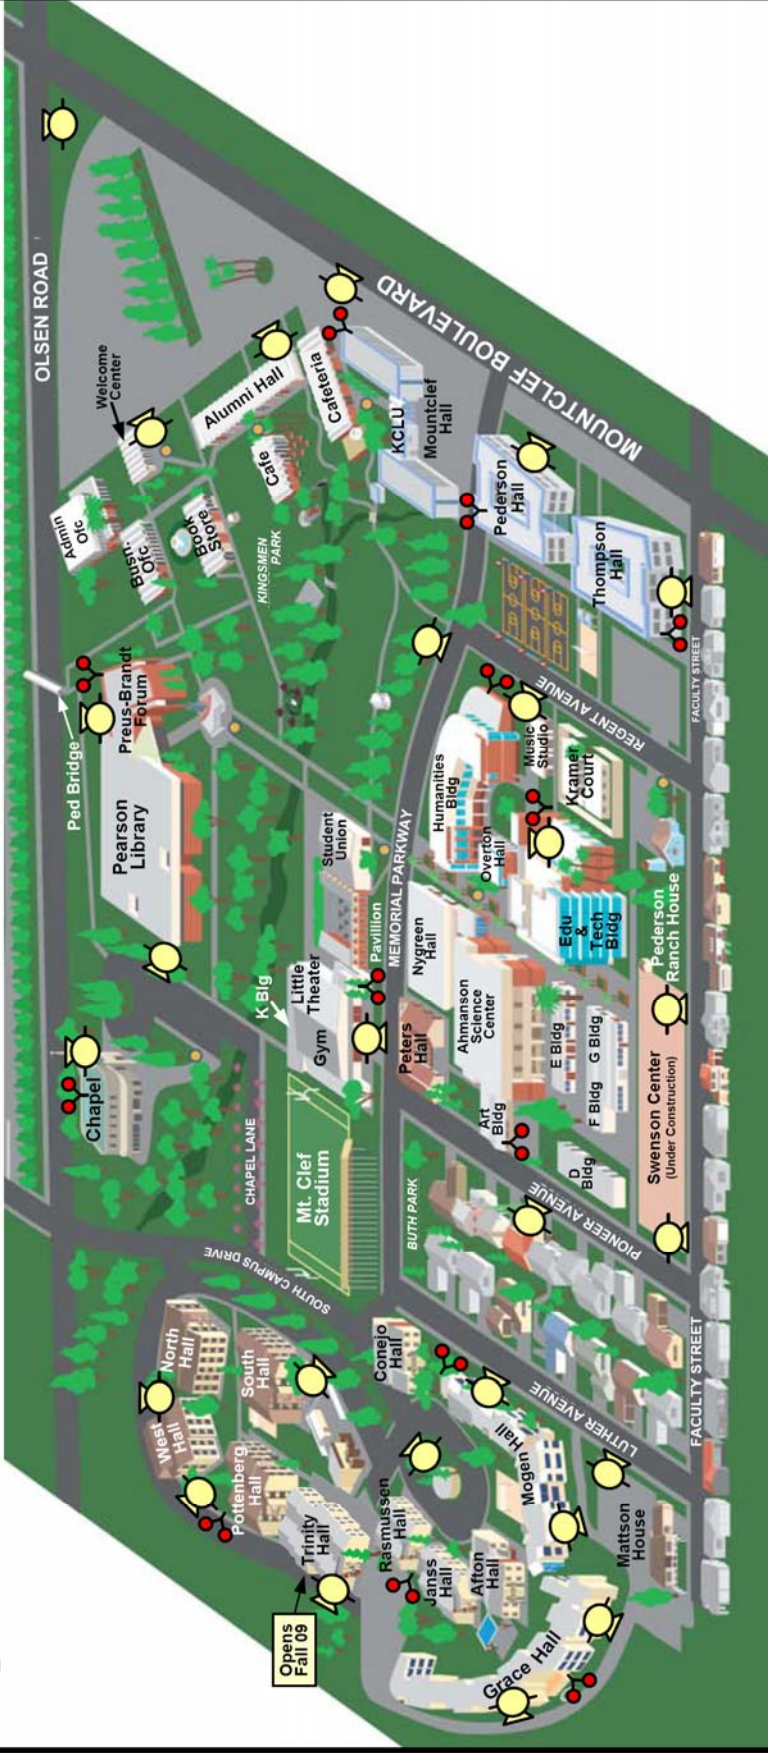 OLSEN ROAD
Ped Bridge
Chapel
Pearson
Library
Preus-Brandt
Forum
Admin
Ofc
Welcome
Center
Busn.
Ofc
Book
Store
Alumni Hall
Cafe
Cafeteria
KINGSMEN
PARK
North
Hall
West
Hall
South
Hall
Pottenberg
Hall
Trinity
Hall
Opens
Fall 09
SOUTH CAMPUS DRIVE
CHAPEL LANE
Mt. Clef
Stadium
K Blg
Gym
Little
Theater
Student
Union
Pavillion
KCLU
Mountclef
Hall
MOUNTCLEF BOULEVARD
MEMORIAL PARKWAY
BUTH PARK
Conejo
Hall
Rasmussen
Hall
Janss
Hall
Afton
Hall
Mogen
Hall
Grace Hall
Mattson
House
LUTHER AVENUE
PIONEER AVENUE
Peters
Hall
Nygreen
Hall
Humanities
Bldg
Overton
Hall
Music
Studio
Kramer
Court
Ahmanson
Science
Center
Art
Bldg
E Bldg
G Bldg
F Bldg
D
Bldg
Edu
&
Tech
Bldg
Pederson
Hall
Thompson
Hall
REGENT AVENUE
Swenson Center
(Under Construction)
Pederson
Ranch House
FACULTY STREET
FACULTY STREET